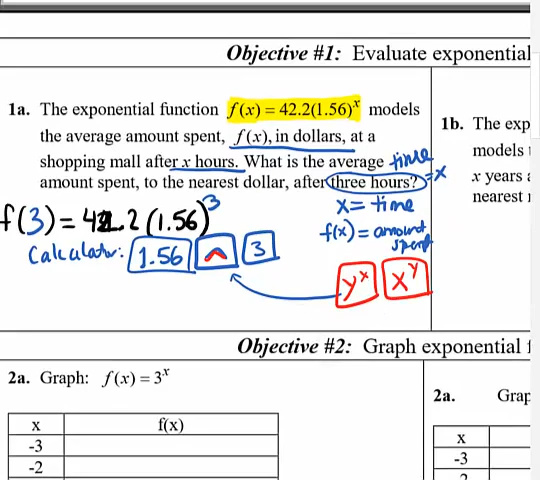 Objective #1: Evaluate exponential
1a. The exponential function f(x) = 42.2(1.56)^x models
the average amount spent, f(x), in dollars, at a
shopping mall after x hours. What is the average time
amount spent, to the nearest dollar, after three hours? = x
x = time
f(3) = 42.2 (1.56)^3
f(x) = amount
spent
Calculator: 1.56 ^ 3
y^x x^y
1b. The exp
models
x years
nearest
Objective #2: Graph exponential
2a. Graph: f(x) = 3^x
x f(x)
-3
-2
2a. Grap
x
-3